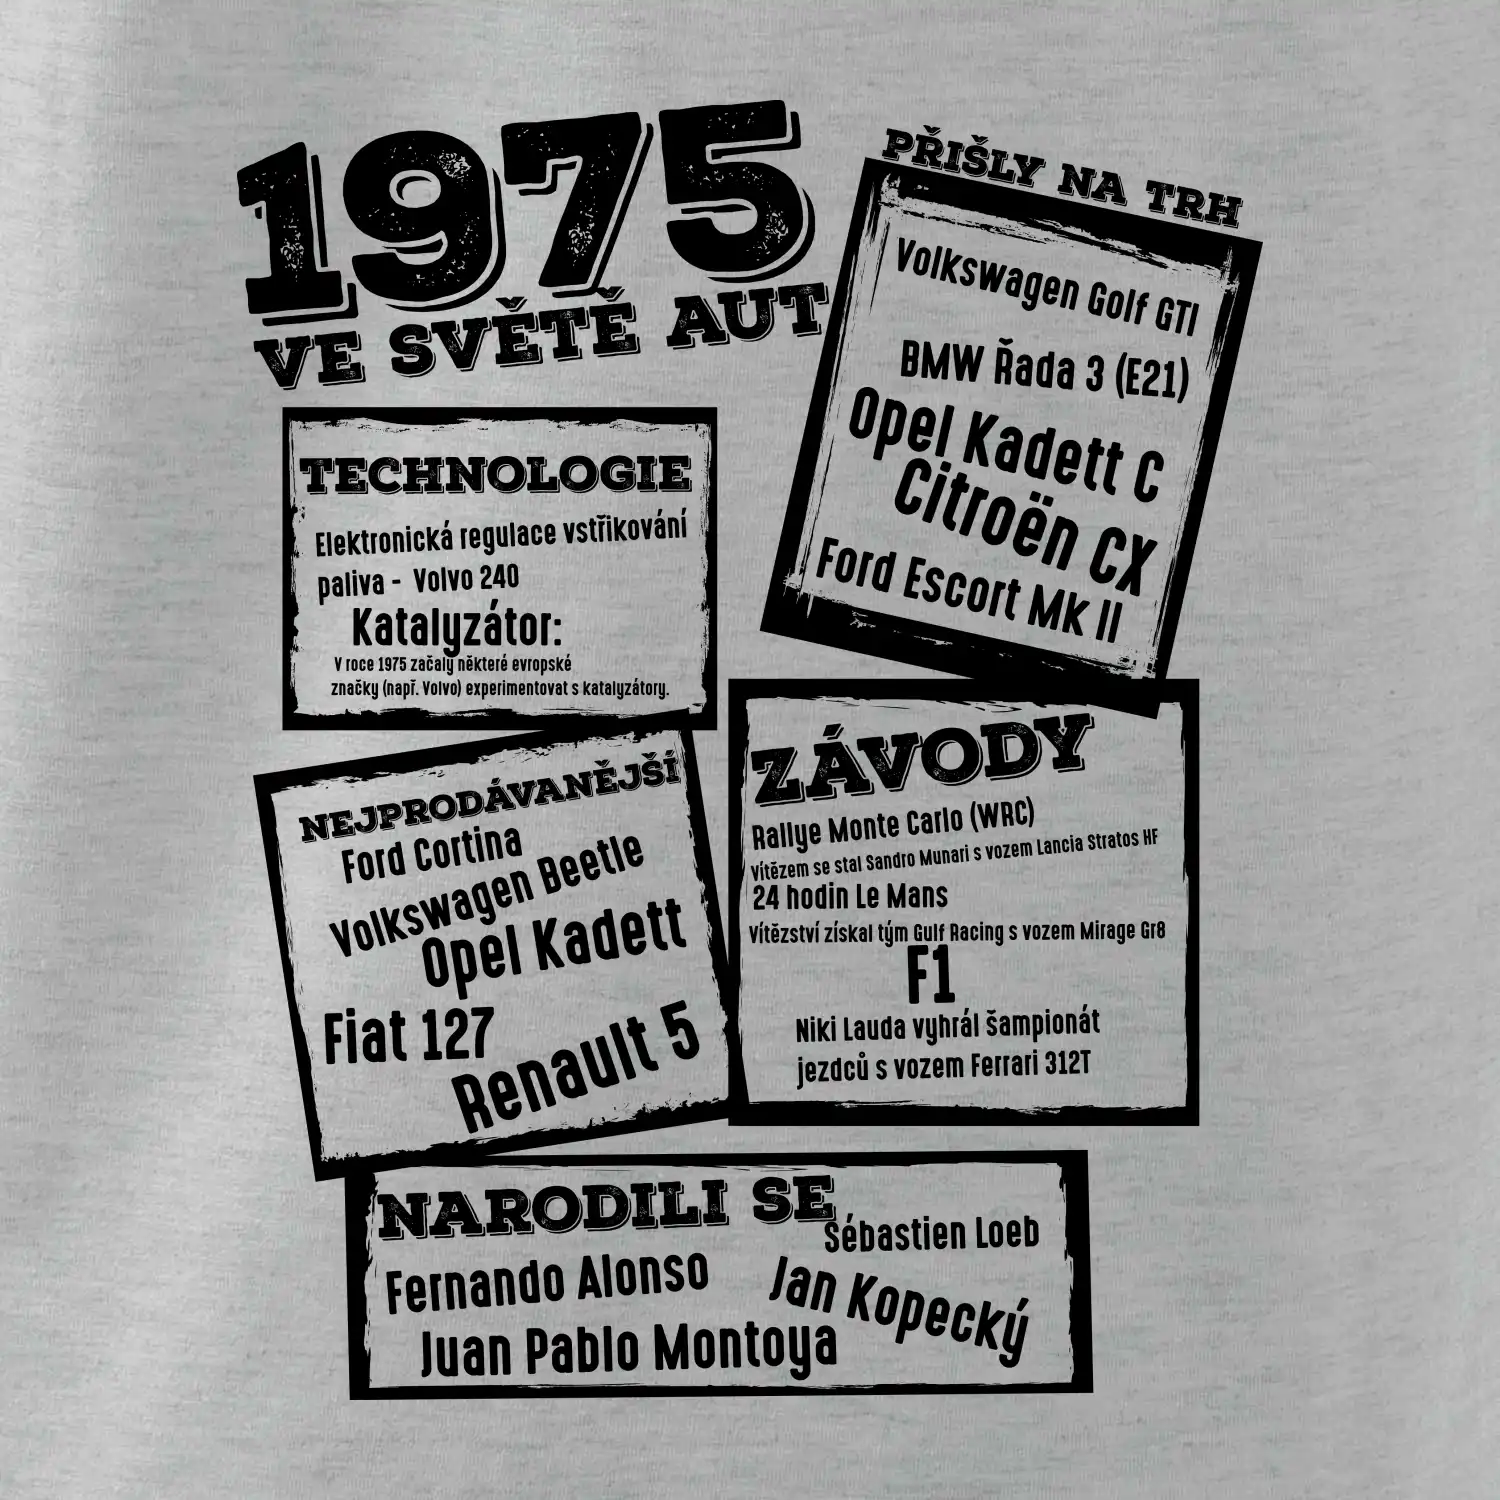 1975
VE SVĚTĚ AUT
PŘIŠLY NA TRH
Volkswagen Golf GTI
BMW Řada 3 (E21)
Opel Kadett C
Citroën CX
Ford Escort MK II
TECHNOLOGIE
Elektronická regulace vstřikování
paliva - Volvo 240
Katalyzátor:
V roce 1975 začaly některé evropské
značky (např. Volvo) experimentovat s katalyzátory.
NEJPRODÁVANĚJŠÍ
Ford Cortina
Volkswagen Beetle
Opel Kadett
Fiat 127
Renault 5
ZÁVODY
Rallye Monte Carlo (WRC)
Vítězem se stal Sandro Munari s vozem Lancia Stratos HF
24 hodin Le Mans
Vítězství získal tým Gulf Racing s vozem Mirage Gr8
F1
Niki Lauda vyhrál šampionát
jezdců s vozem Ferrari 312T
NARODILI SE
Sébastien Loeb
Fernando Alonso
Jan Kopecký
Juan Pablo Montoya